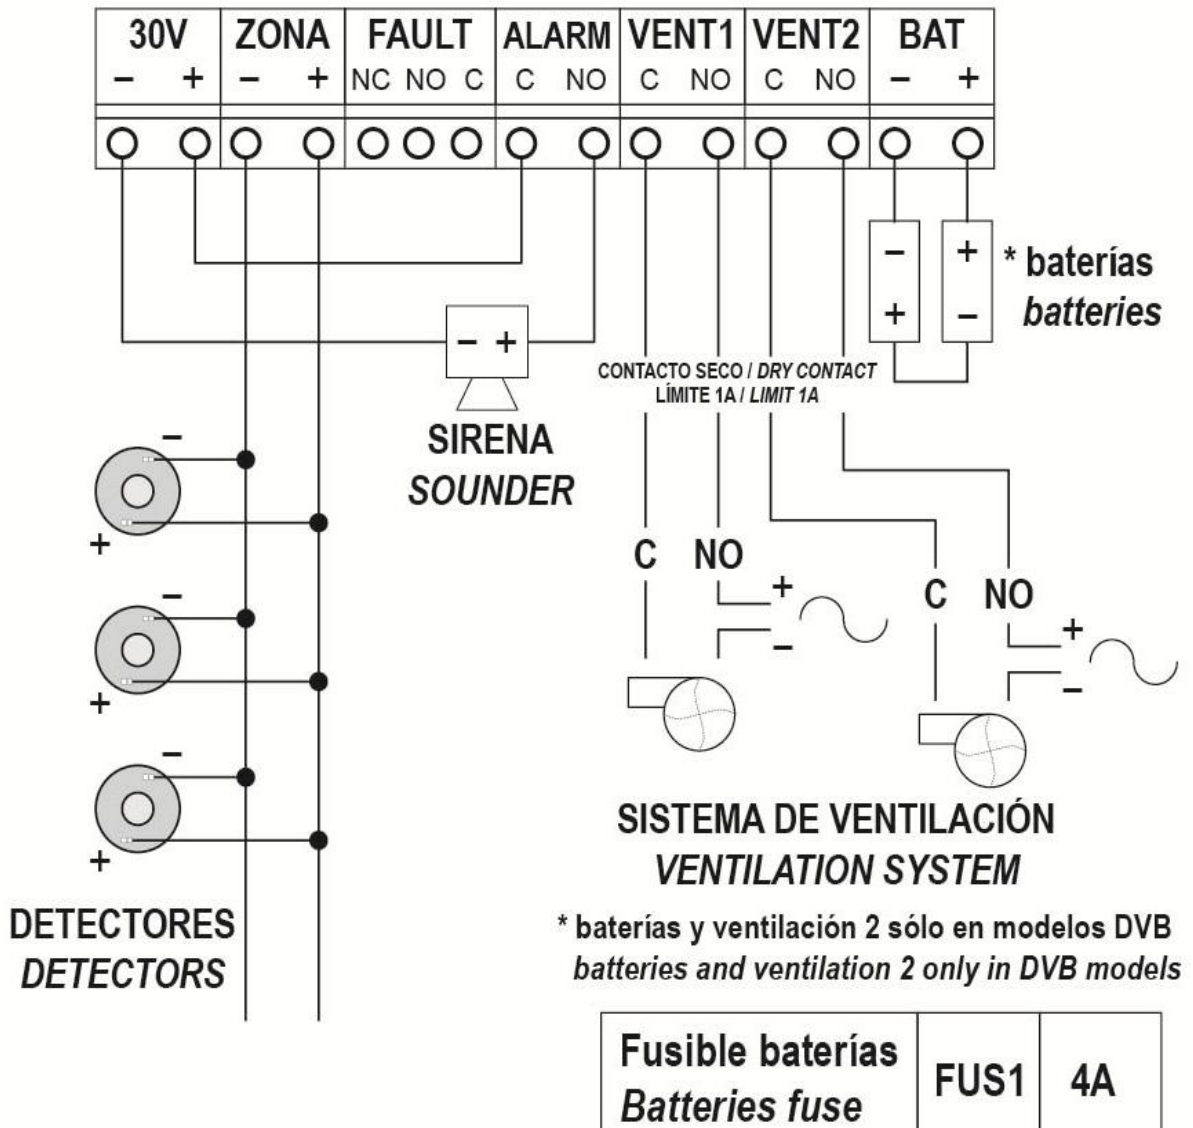 30V ZONA FAULT ALARM VENT1 VENT2 BAT
− + − + NC NO C C NO C NO C NO − +
− + * baterías
+ − batteries
− +
CONTACTO SECO / DRY CONTACT
LÍMITE 1A / LIMIT 1A
SIRENA
SOUNDER
−
+
−
+
−
+
C NO
+
−
C NO
+
−
DETECTORES
DETECTORS
SISTEMA DE VENTILACIÓN
VENTILATION SYSTEM
* baterías y ventilación 2 sólo en modelos DVB
batteries and ventilation 2 only in DVB models
Fusible baterías FUS1 4A
Batteries fuse